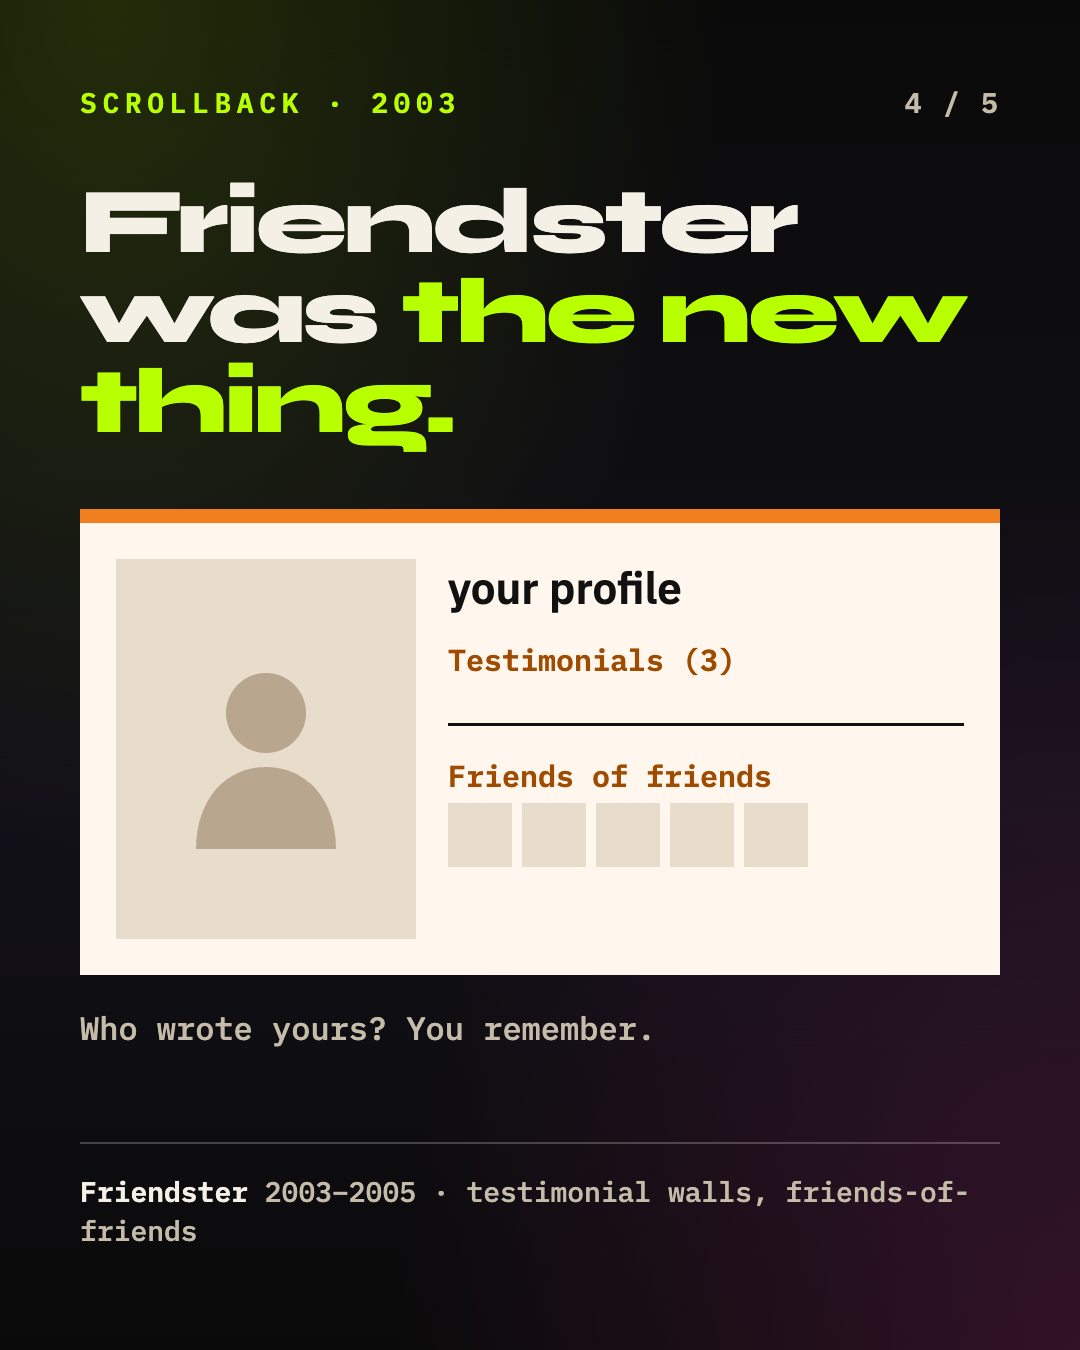 SCROLLBACK · 2003
4 / 5
Friendster
was the new
thing.
your profile
Testimonials (3)
Friends of friends
Who wrote yours? You remember.
Friendster 2003–2005 · testimonial walls, friends-of-
friends